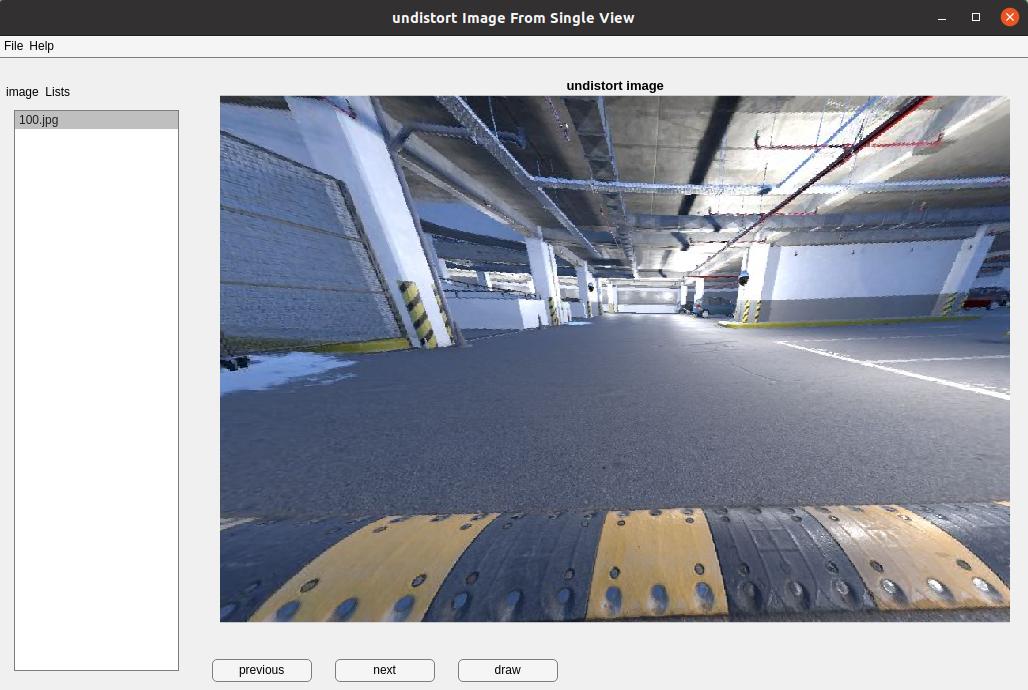 undistort Image From Single View
File Help
image Lists
undistort image
100.jpg
previous next draw